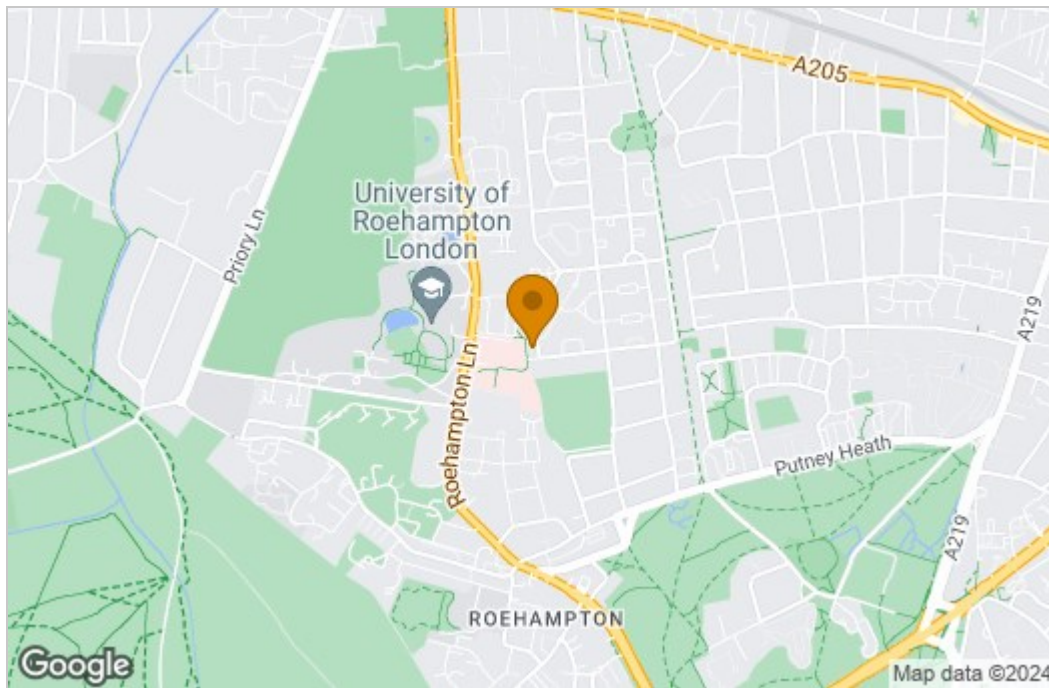 A205
University of
Roehampton
London
Priory Ln
A219
Roehampton Ln
Putney Heath
A219
ROEHAMPTON
Google
Map data ©2024